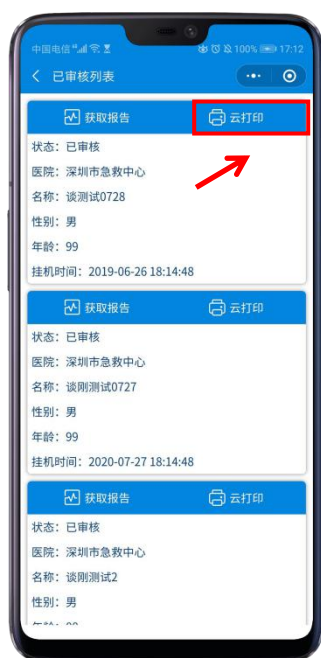 中国电信 100% 17:12
已审核列表
获取报告 云打印
状态：已审核
医院：深圳市急救中心
名称：谈测试0728
性别：男
年龄：99
挂机时间：2019-06-26 18:14:48
获取报告 云打印
状态：已审核
医院：深圳市急救中心
名称：谈刚测试0727
性别：男
年龄：99
挂机时间：2020-07-27 18:14:48
获取报告 云打印
状态：已审核
医院：深圳市急救中心
名称：谈刚测试2
性别：男